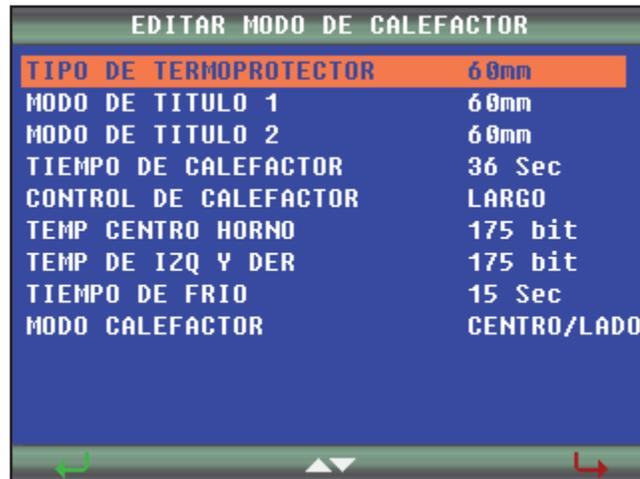 EDITAR MODO DE CALEFACTOR
TIPO DE TERMOPROTECTOR 60mm
MODO DE TITULO 1 60mm
MODO DE TITULO 2 60mm
TIEMPO DE CALEFACTOR 36 Sec
CONTROL DE CALEFACTOR LARGO
TEMP CENTRO HORNO 175 bit
TEMP DE IZQ Y DER 175 bit
TIEMPO DE FRIO 15 Sec
MODO CALEFACTOR CENTRO/LADO